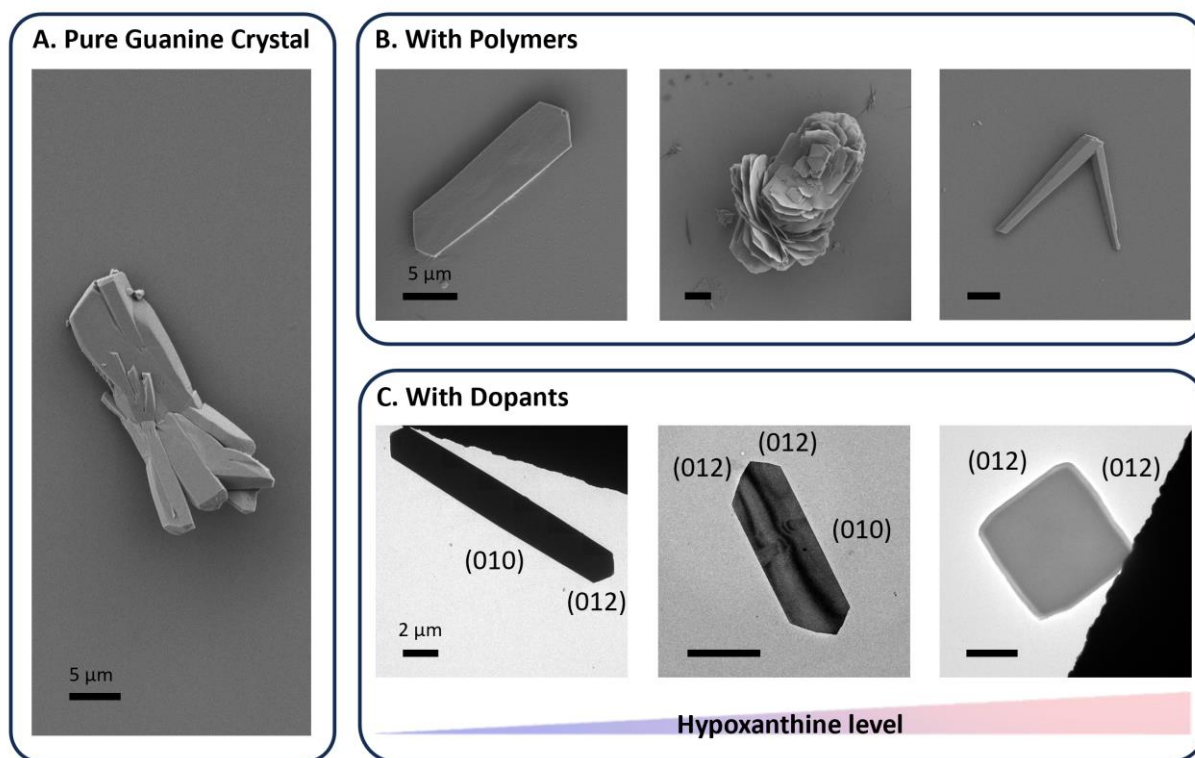 A. Pure Guanine Crystal
5 μm
B. With Polymers
5 μm
C. With Dopants
(010)
(012)
2 μm
(012)
(012)
(010)
(012)
(012)
Hypoxanthine level